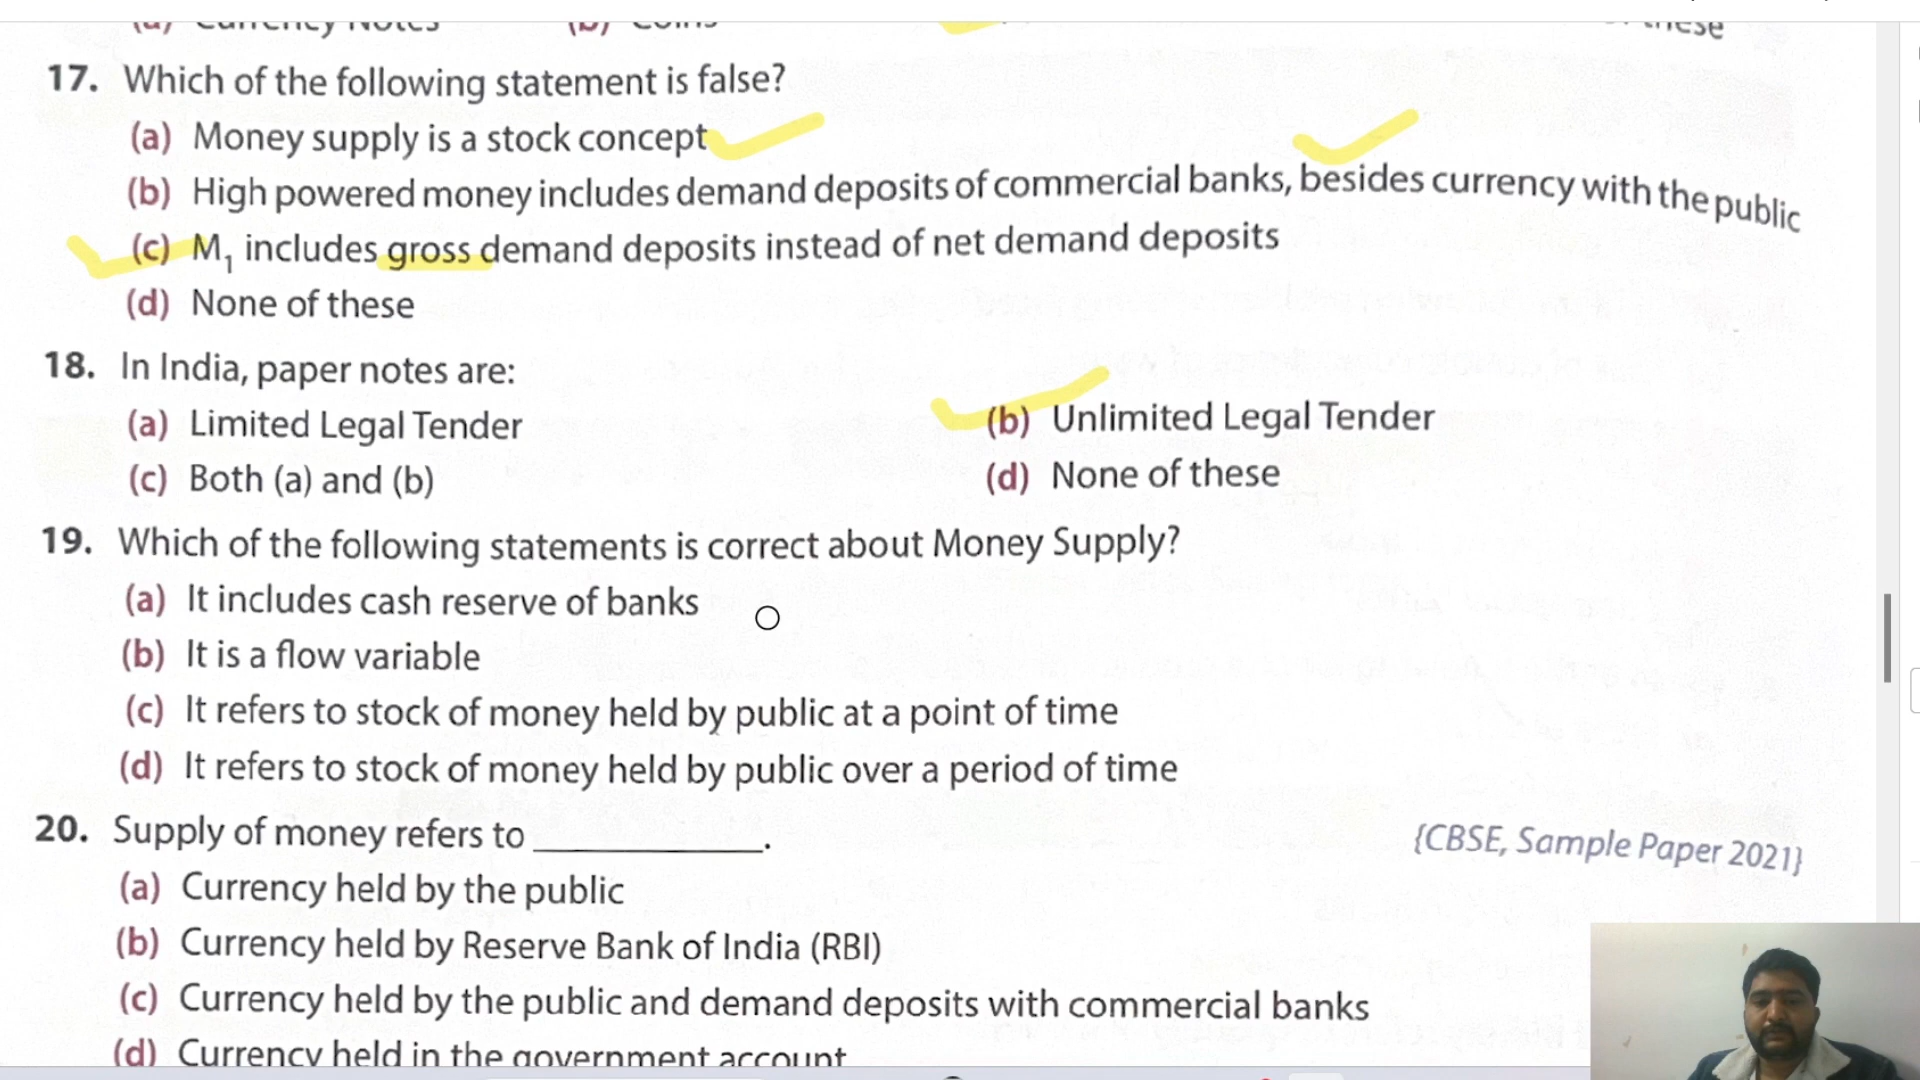 (a) Currency Notes (b) Coins these
17. Which of the following statement is false?
(a) Money supply is a stock concept
(b) High powered money includes demand deposits of commercial banks, besides currency with the public
(c) M1 includes gross demand deposits instead of net demand deposits
(d) None of these
18. In India, paper notes are:
(a) Limited Legal Tender (b) Unlimited Legal Tender
(c) Both (a) and (b) (d) None of these
19. Which of the following statements is correct about Money Supply?
(a) It includes cash reserve of banks
(b) It is a flow variable
(c) It refers to stock of money held by public at a point of time
(d) It refers to stock of money held by public over a period of time
20. Supply of money refers to ____________. {CBSE, Sample Paper 2021}
(a) Currency held by the public
(b) Currency held by Reserve Bank of India (RBI)
(c) Currency held by the public and demand deposits with commercial banks
(d) Currency held in the government account